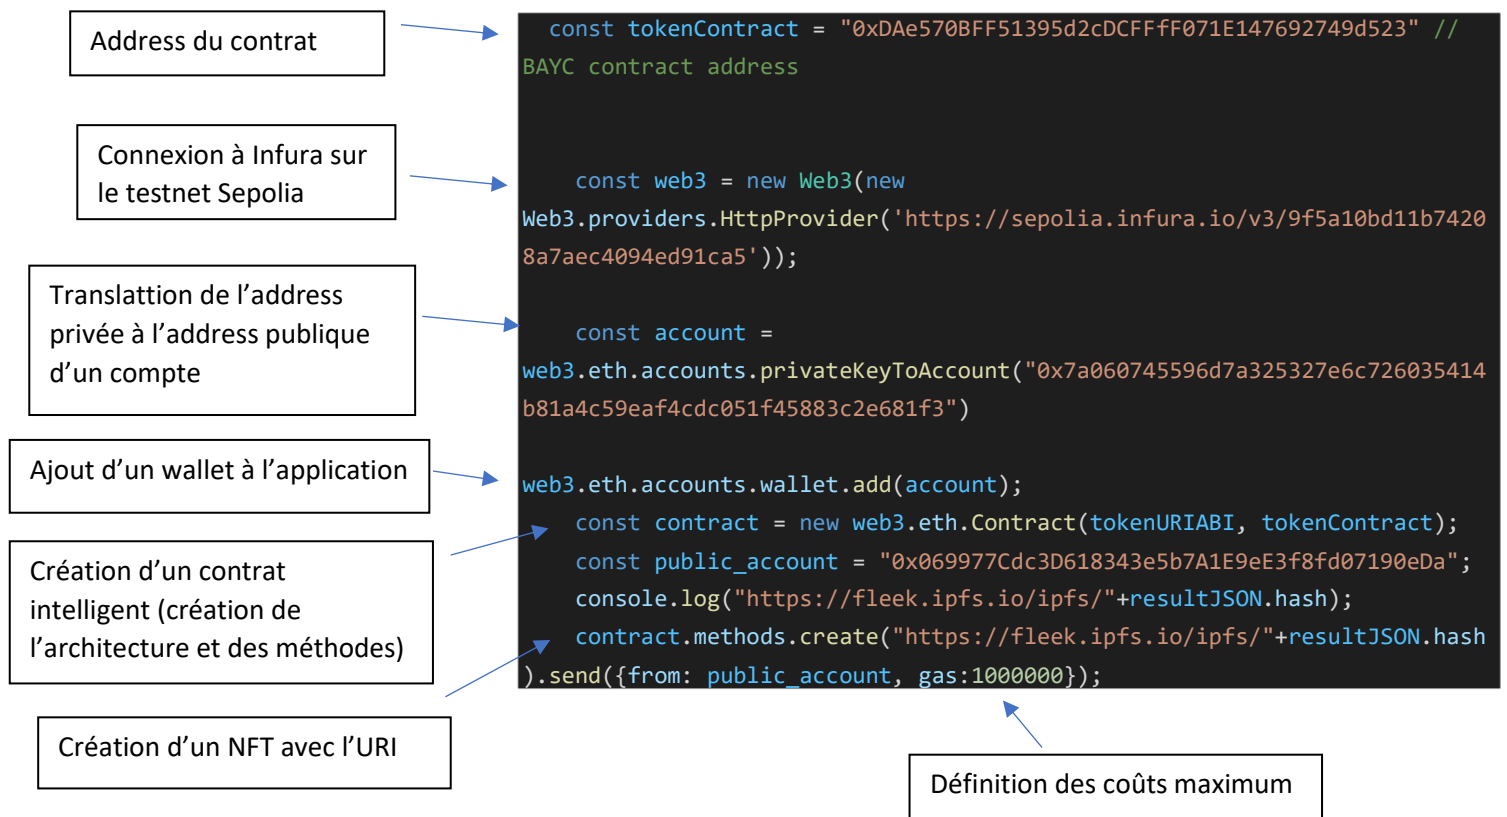 Address du contrat
const tokenContract = "0xDAe570BFF51395d2cDCFFfF071E147692749d523" //
BAYC contract address
Connexion à Infura sur
le testnet Sepolia
const web3 = new Web3(new
Web3.providers.HttpProvider('https://sepolia.infura.io/v3/9f5a10bd11b7420
8a7aec4094ed91ca5'));
Translattion de l’address
privée à l’address publique
d’un compte
const account =
web3.eth.accounts.privateKeyToAccount("0x7a060745596d7a325327e6c726035414
b81a4c59eaf4cdc051f45883c2e681f3")
Ajout d’un wallet à l’application
web3.eth.accounts.wallet.add(account);
const contract = new web3.eth.Contract(tokenURIABI, tokenContract);
const public_account = "0x069977Cdc3D618343e5b7A1E9eE3f8fd07190eDa";
console.log("https://fleek.ipfs.io/ipfs/"+resultJSON.hash);
contract.methods.create("https://fleek.ipfs.io/ipfs/"+resultJSON.hash
).send({from: public_account, gas:1000000});
Création d’un contrat
intelligent (création de
l’architecture et des méthodes)
Création d’un NFT avec l’URI
Définition des coûts maximum